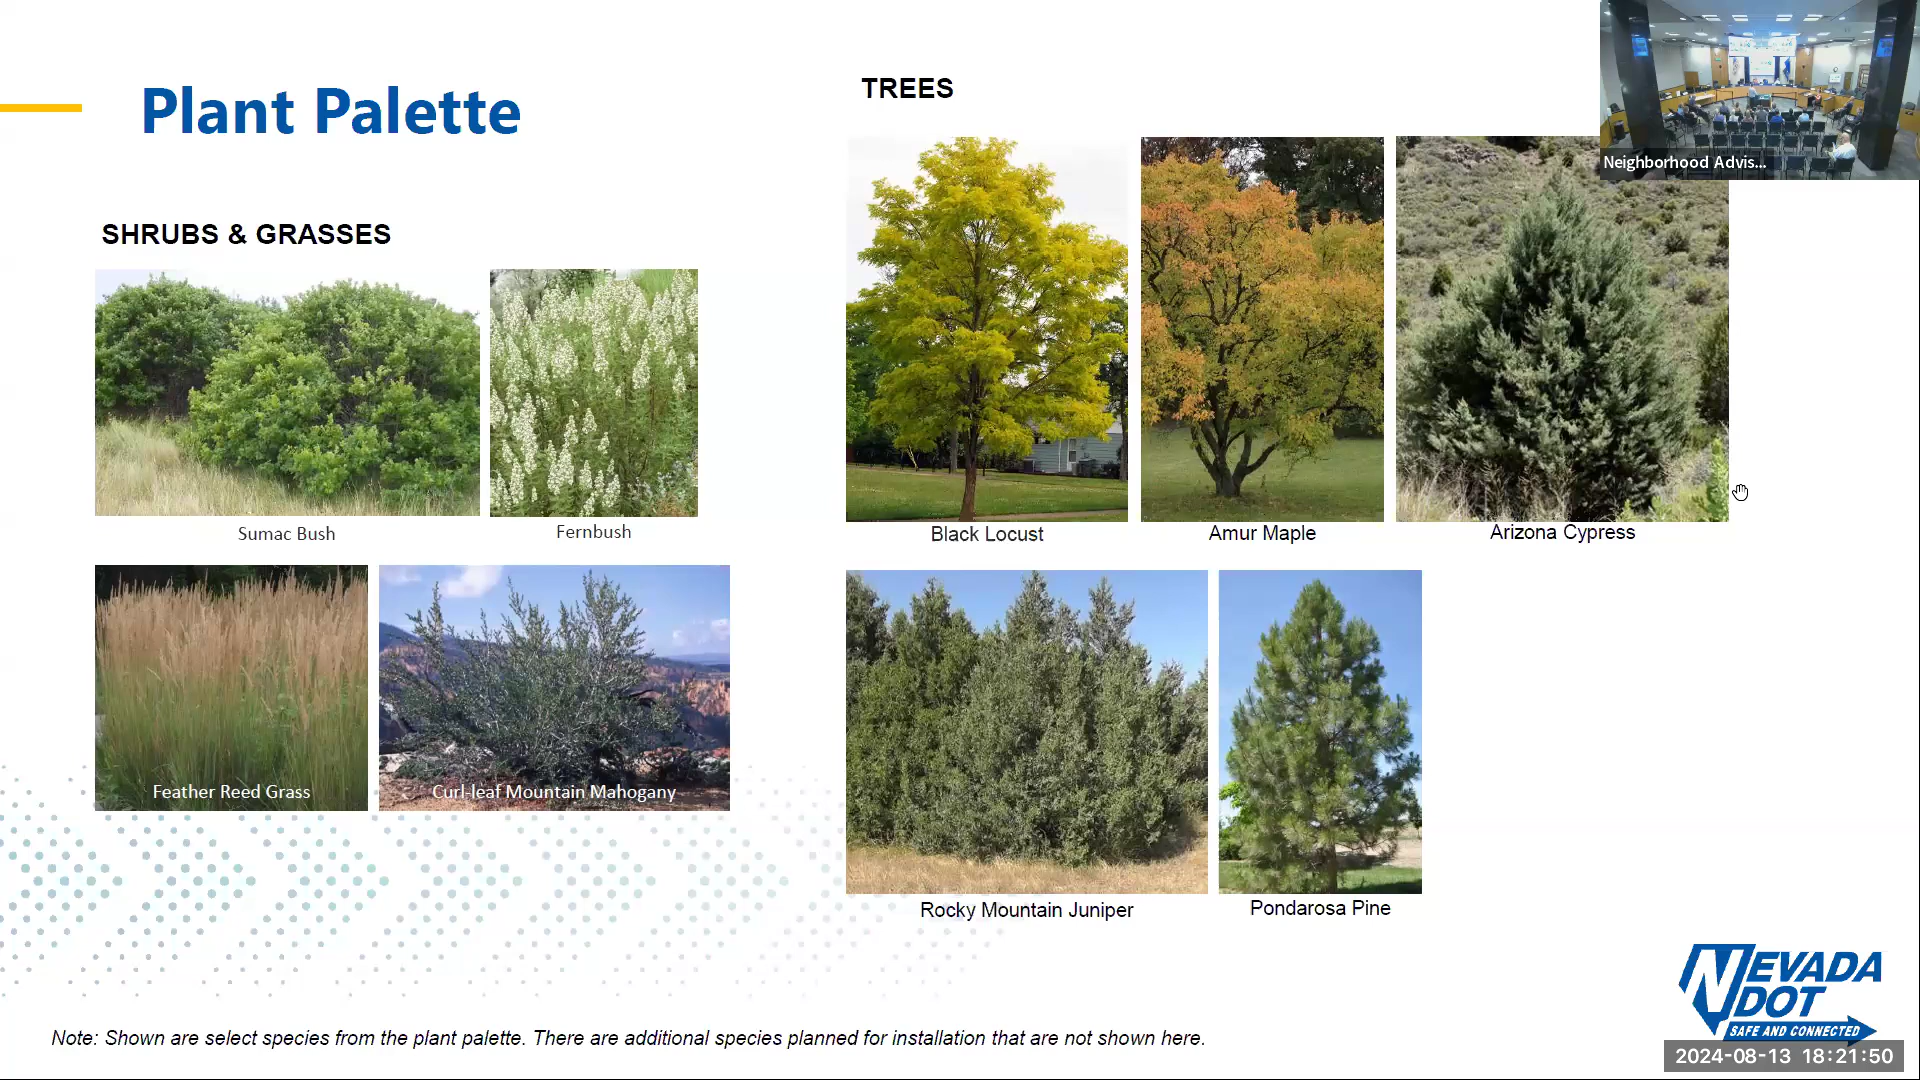 Plant Palette
SHRUBS & GRASSES
Sumac Bush
Fernbush
Feather Reed Grass
Curl-leaf Mountain Mahogany
TREES
Black Locust
Amur Maple
Arizona Cypress
Rocky Mountain Juniper
Pondarosa Pine
Neighborhood Advis...
Note: Shown are select species from the plant palette. There are additional species planned for installation that are not shown here.
NEVADA
DOT
SAFE AND CONNECTED
2024-08-13 18:21:50